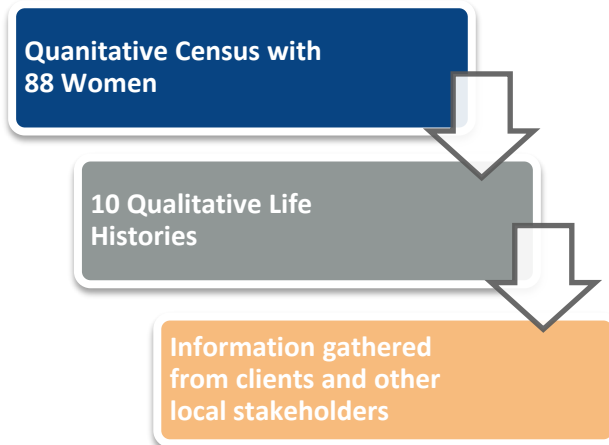 Quanitative Census with
88 Women
10 Qualitative Life
Histories
Information gathered
from clients and other
local stakeholders